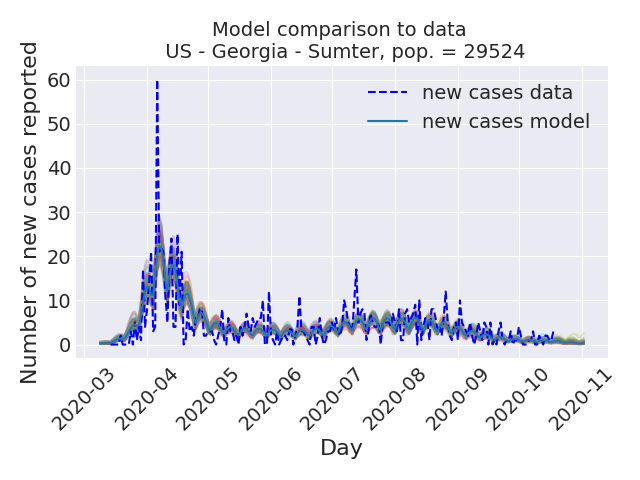 Model comparison to data
US - Georgia - Sumter, pop. = 29524
Number of new cases reported
60
50
40
30
20
10
0
new cases data
new cases model
2020-03
2020-04
2020-05
2020-06
2020-07
2020-08
2020-09
2020-10
2020-11
Day